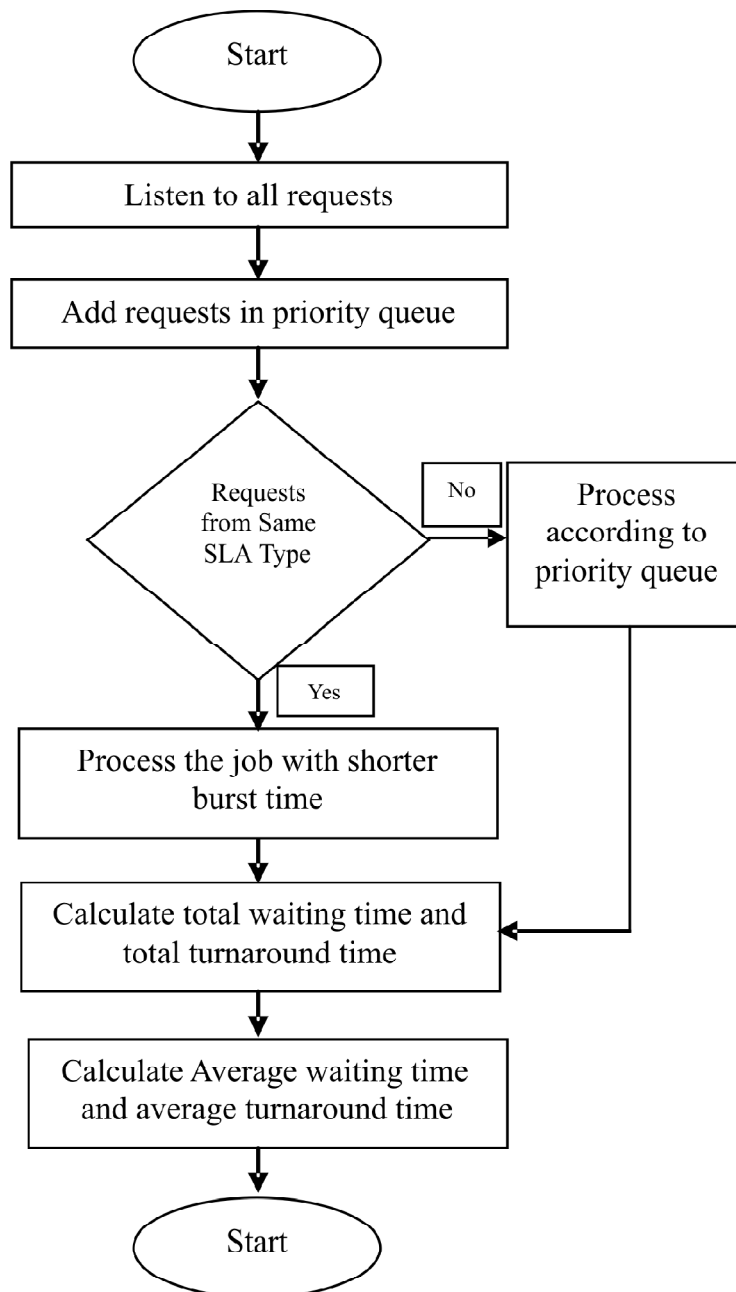 Start
Listen to all requests
Add requests in priority queue
Requests
from Same
SLA Type
No
Process
according to
priority queue
Yes
Process the job with shorter
burst time
Calculate total waiting time and
total turnaround time
Calculate Average waiting time
and average turnaround time
Start